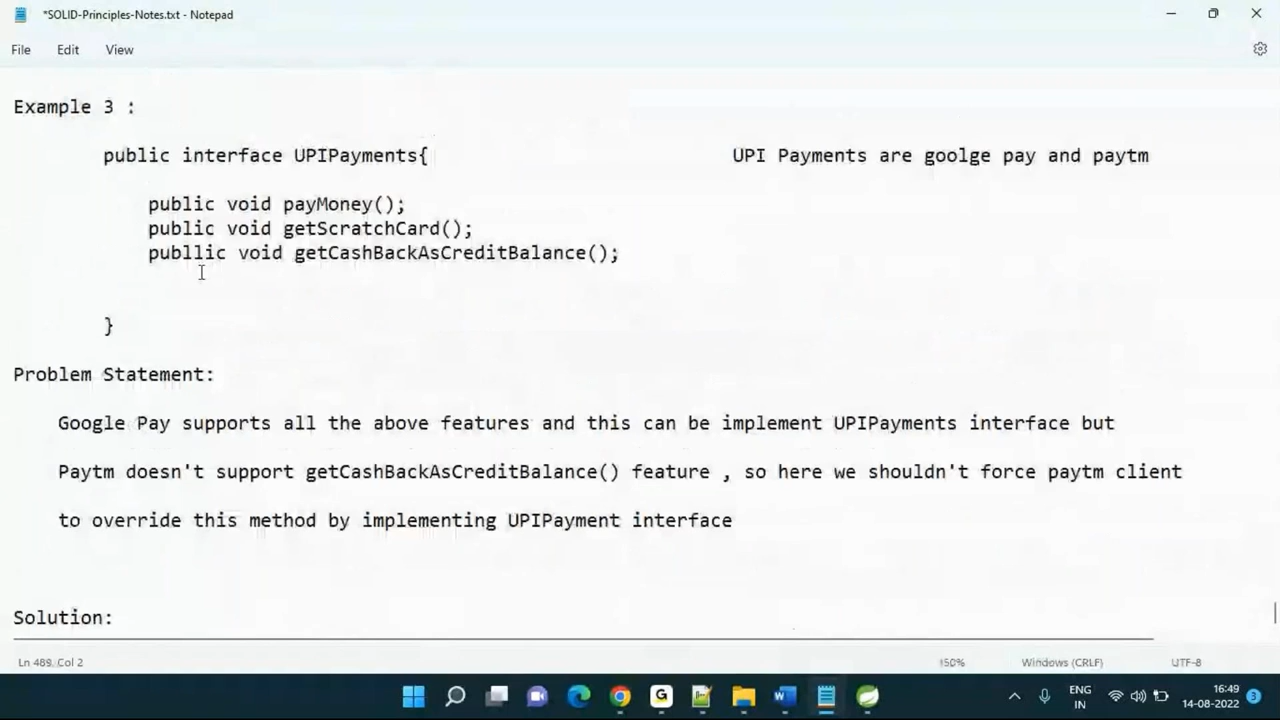 *SOLID-Principles-Notes.txt - Notepad
File Edit View
Example 3 :
public interface UPIPayments{ UPI Payments are goolge pay and paytm
public void payMoney();
public void getScratchCard();
publlic void getCashBackAsCreditBalance();
}
Problem Statement:
Google Pay supports all the above features and this can be implement UPIPayments interface but
Paytm doesn't support getCashBackAsCreditBalance() feature , so here we shouldn't force paytm client
to override this method by implementing UPIPayment interface
Solution:
Ln 489, Col 2 150% Windows (CRLF) UTF-8
ENG
IN
16:49
14-08-2022
3